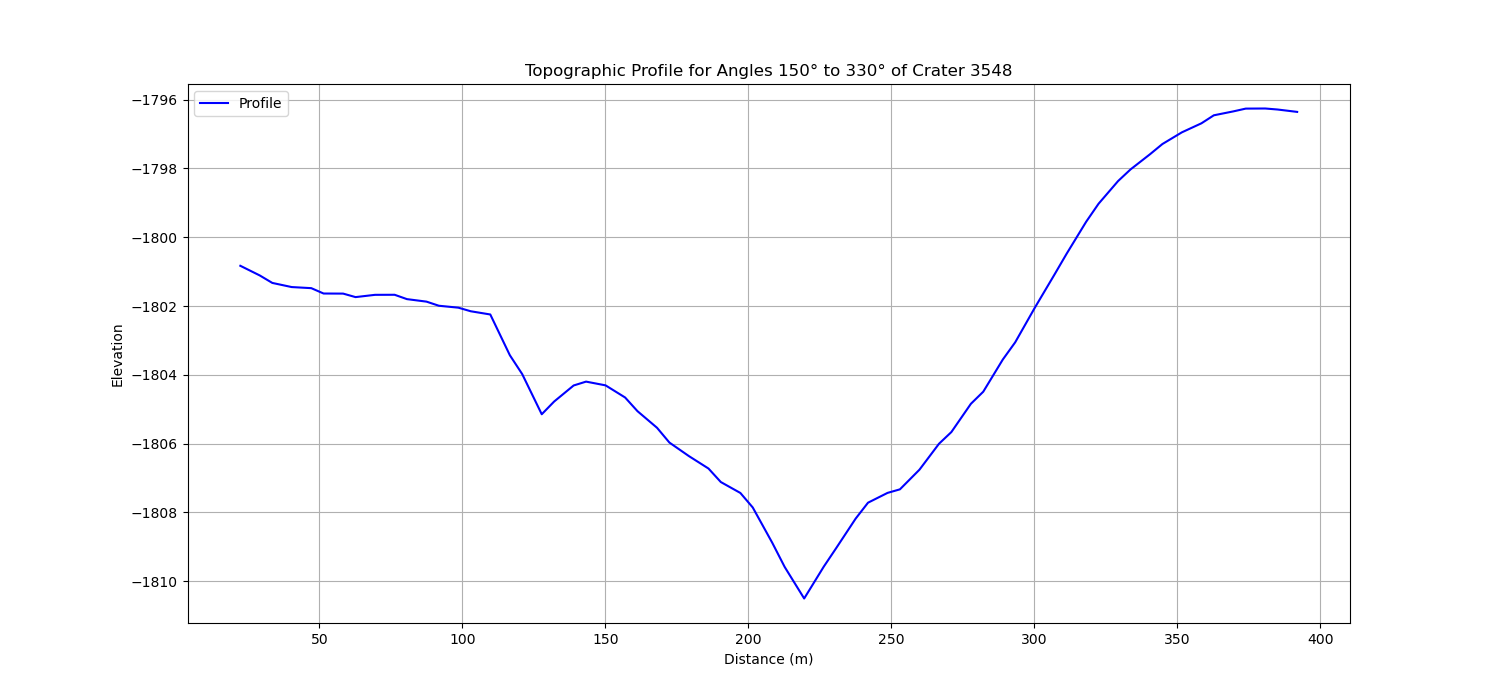 Topographic Profile for Angles 150° to 330° of Crater 3548
Profile
Elevation
−1796
−1798
−1800
−1802
−1804
−1806
−1808
−1810
50 100 150 200 250 300 350 400
Distance (m)